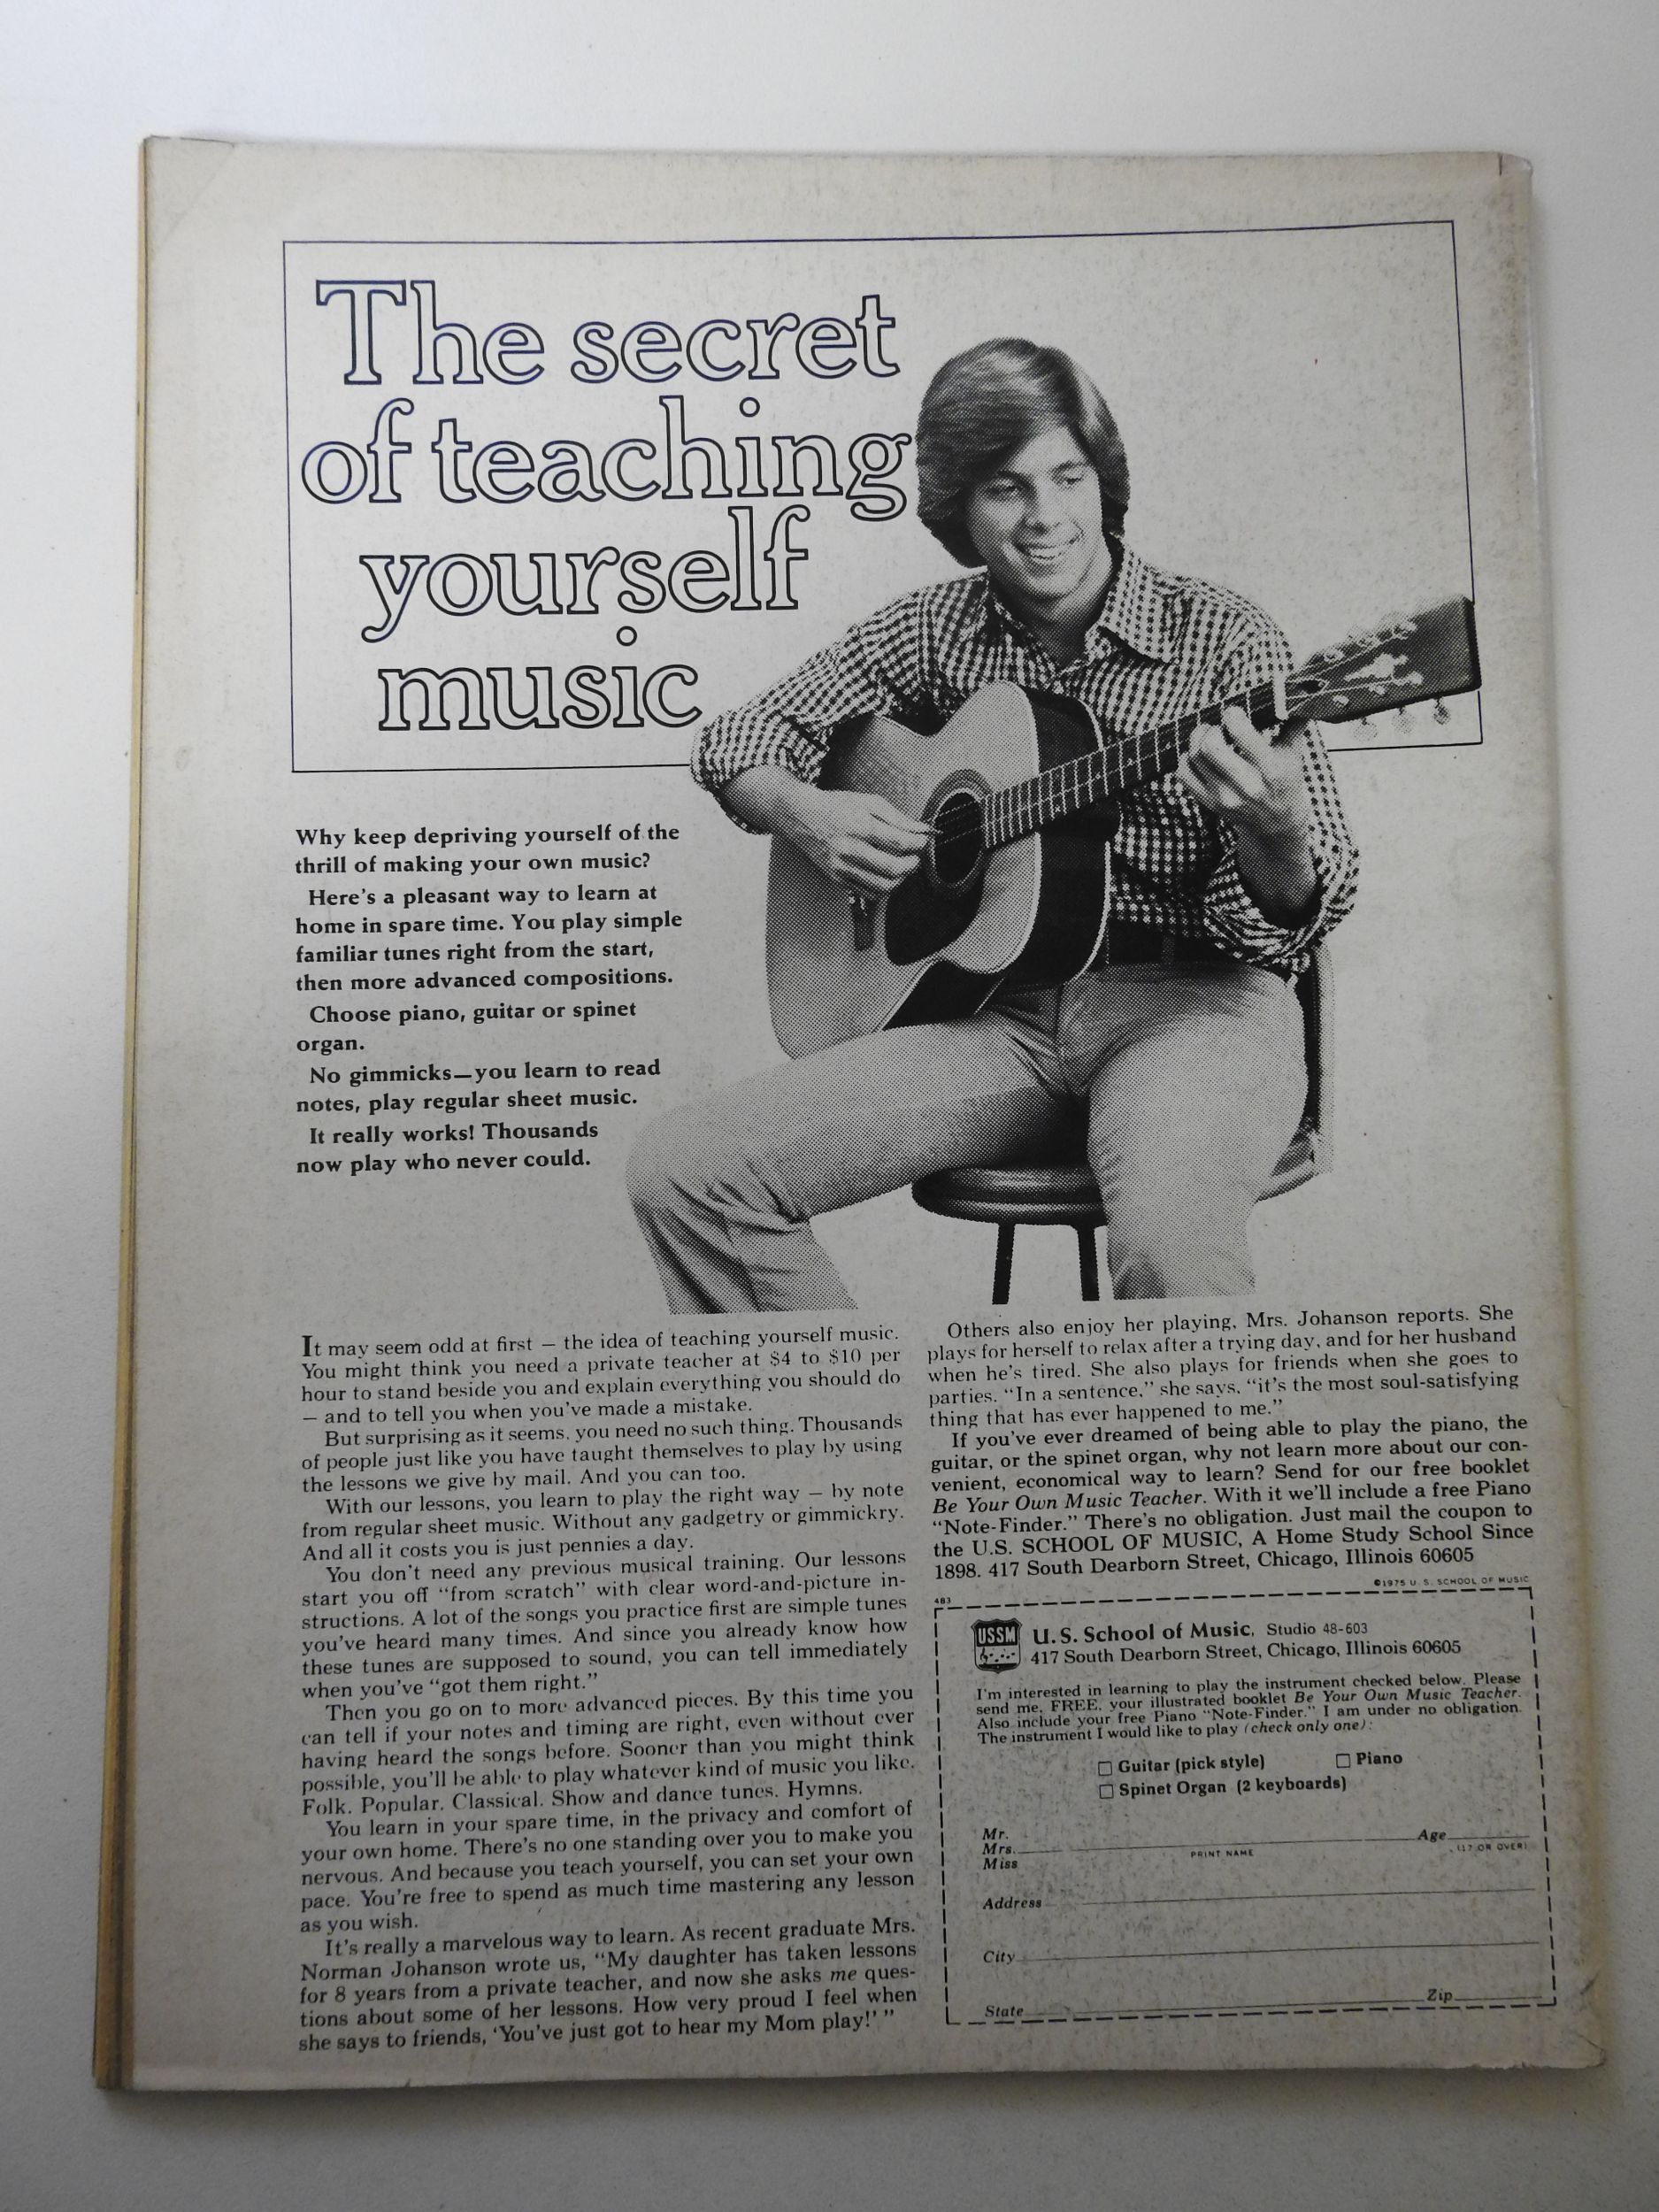 The secret
of teaching
yourself
music
Why keep depriving yourself of the
thrill of making your own music?
Here's a pleasant way to learn at
home in spare time. You play simple
familiar tunes right from the start,
then more advanced compositions.
Choose piano, guitar or spinet
organ.
No gimmicks—you learn to read
notes, play regular sheet music.
It really works! Thousands
now play who never could.
It may seem odd at first — the idea of teaching yourself music.
You might think you need a private teacher at $4 to $10 per
hour to stand beside you and explain everything you should do
— and to tell you when you've made a mistake.
But surprising as it seems, you need no such thing. Thousands
of people just like you have taught themselves to play by using
the lessons we give by mail. And you can too.
With our lessons, you learn to play the right way — by note
from regular sheet music. Without any gadgetry or gimmickry.
And all it costs you is just pennies a day.
You don't need any previous musical training. Our lessons
start you off "from scratch" with clear word-and-picture in-
structions. A lot of the songs you practice first are simple tunes
you've heard many times. And since you already know how
these tunes are supposed to sound, you can tell immediately
when you've "got them right."
Then you go on to more advanced pieces. By this time you
can tell if your notes and timing are right, even without ever
having heard the songs before. Sooner than you might think
possible, you'll be able to play whatever kind of music you like.
Folk. Popular. Classical. Show and dance tunes. Hymns.
You learn in your spare time, in the privacy and comfort of
your own home. There's no one standing over you to make you
nervous. And because you teach yourself, you can set your own
pace. You're free to spend as much time mastering any lesson
as you wish.
It's really a marvelous way to learn. As recent graduate Mrs.
Norman Johanson wrote us, "My daughter has taken lessons
for 8 years from a private teacher, and now she asks me ques-
tions about some of her lessons. How very proud I feel when
she says to friends, 'You've just got to hear my Mom play!' "
Others also enjoy her playing, Mrs. Johanson reports. She
plays for herself to relax after a trying day, and for her husband
when he's tired. She also plays for friends when she goes to
parties. "In a sentence," she says, "it's the most soul-satisfying
thing that has ever happened to me."
If you've ever dreamed of being able to play the piano, the
guitar, or the spinet organ, why not learn more about our con-
venient, economical way to learn? Send for our free booklet
Be Your Own Music Teacher. With it we'll include a free Piano
"Note-Finder." There's no obligation. Just mail the coupon to
the U.S. SCHOOL OF MUSIC, A Home Study School Since
1898. 417 South Dearborn Street, Chicago, Illinois 60605
©1975 U. S. SCHOOL OF MUSIC
483
USSM
U.S. School of Music, Studio 48-603
417 South Dearborn Street, Chicago, Illinois 60605
I'm interested in learning to play the instrument checked below. Please
send me, FREE, your illustrated booklet Be Your Own Music Teacher.
Also include your free Piano "Note-Finder." I am under no obligation.
The instrument I would like to play (check only one):
Guitar (pick style) Piano
Spinet Organ (2 keyboards)
Mr.
Mrs. Age
PRINT NAME (17 OR OVER)
Miss
Address
City
State Zip